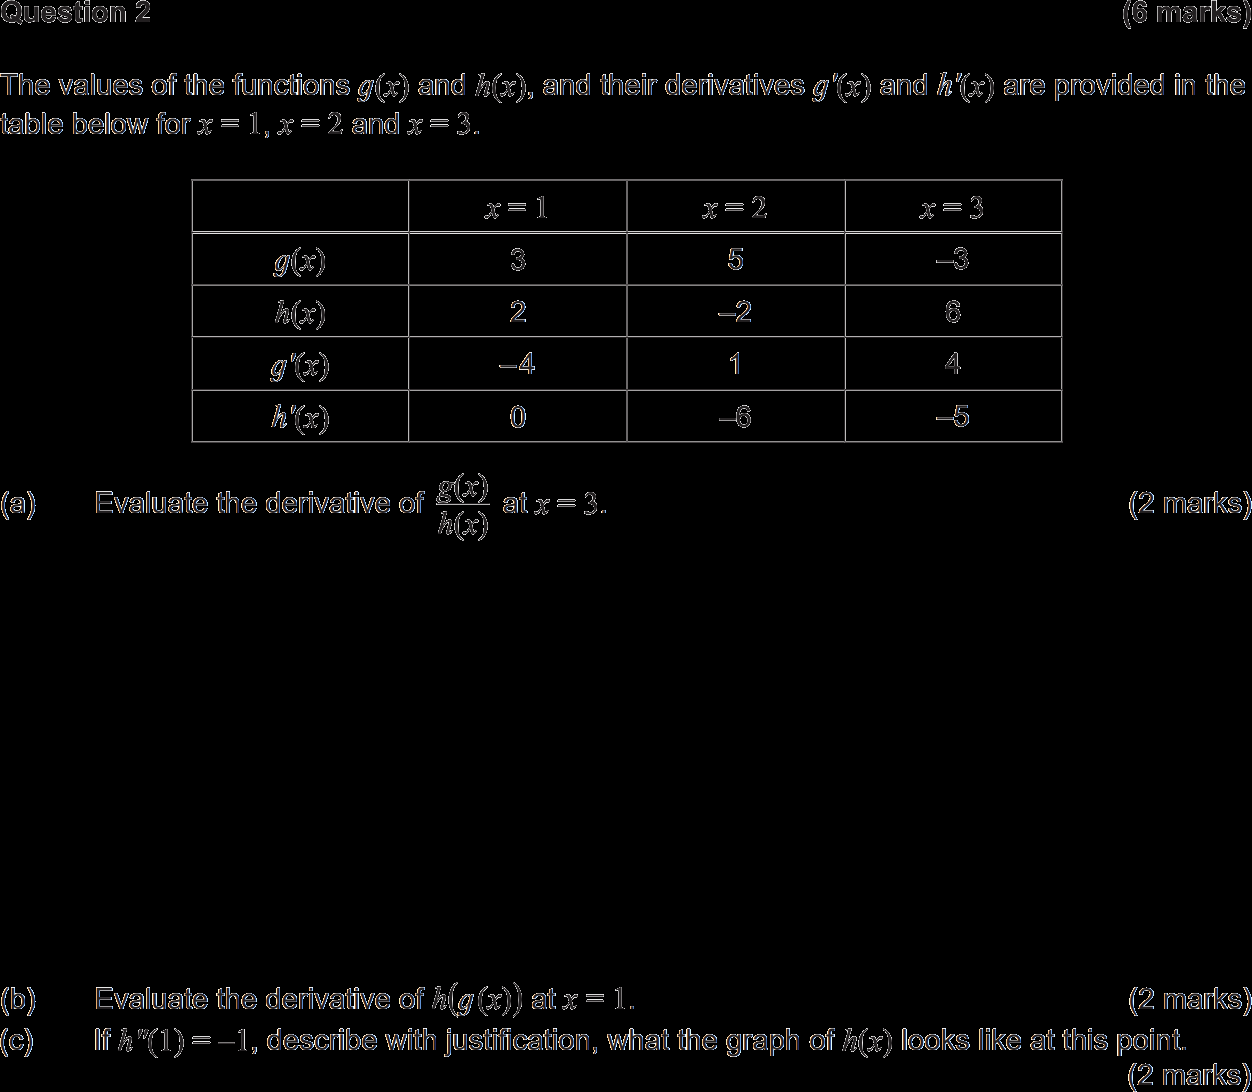 Question 2 (6 marks)
The values of the functions g(x) and h(x), and their derivatives g'(x) and h'(x) are provided in the
table below for x = 1, x = 2 and x = 3.
x = 1 x = 2 x = 3
g(x) 3 5 –3
h(x) 2 –2 6
g'(x) –4 1 4
h'(x) 0 –6 –5
(a) Evaluate the derivative of g(x)/h(x) at x = 3. (2 marks)
(b) Evaluate the derivative of h(g(x)) at x = 1. (2 marks)
(c) If h"(1) = –1, describe with justification, what the graph of h(x) looks like at this point.
(2 marks)